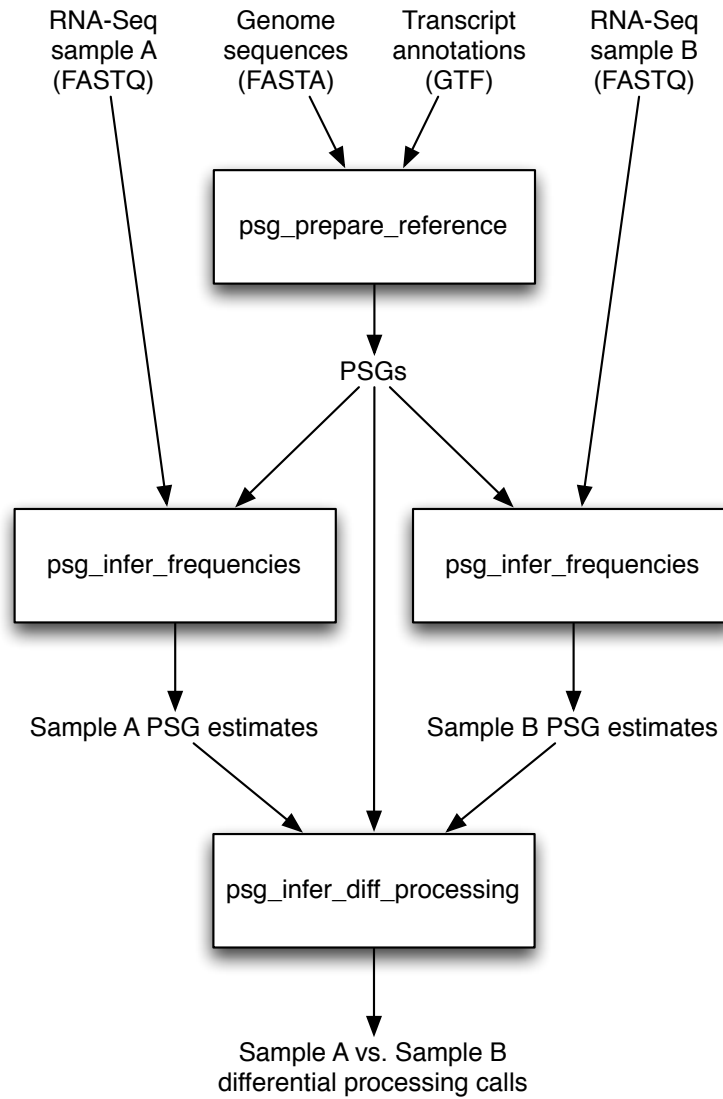 RNA-Seq
sample A
(FASTQ)
Genome
sequences
(FASTA)
Transcript
annotations
(GTF)
RNA-Seq
sample B
(FASTQ)
psg_prepare_reference
PSGs
psg_infer_frequencies
psg_infer_frequencies
Sample A PSG estimates
Sample B PSG estimates
psg_infer_diff_processing
Sample A vs. Sample B
differential processing calls